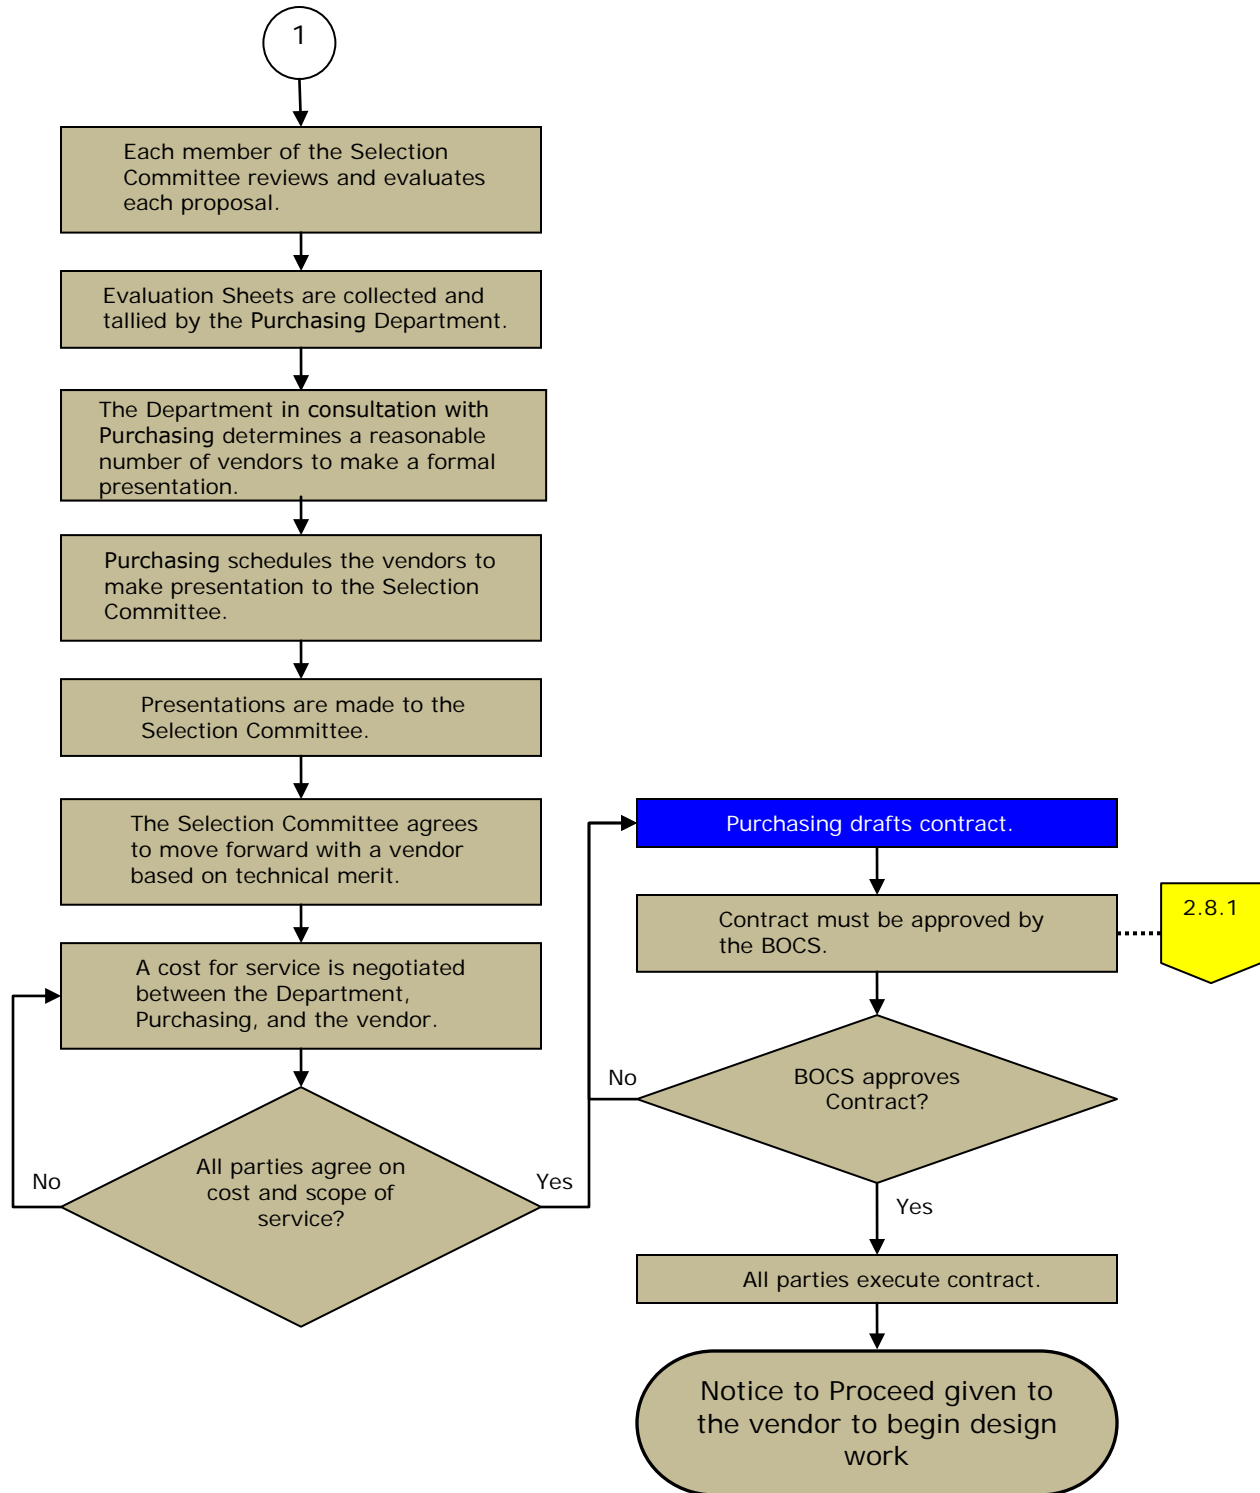 1
Each member of the Selection
Committee reviews and evaluates
each proposal.
Evaluation Sheets are collected and
tallied by the Purchasing Department.
The Department in consultation with
Purchasing determines a reasonable
number of vendors to make a formal
presentation.
Purchasing schedules the vendors to
make presentation to the Selection
Committee.
Presentations are made to the
Selection Committee.
The Selection Committee agrees
to move forward with a vendor
based on technical merit.
A cost for service is negotiated
between the Department,
Purchasing, and the vendor.
All parties agree on
cost and scope of
service?
No
Yes
Purchasing drafts contract.
Contract must be approved by
the BOCS.
2.8.1
BOCS approves
Contract?
No
Yes
All parties execute contract.
Notice to Proceed given to
the vendor to begin design
work